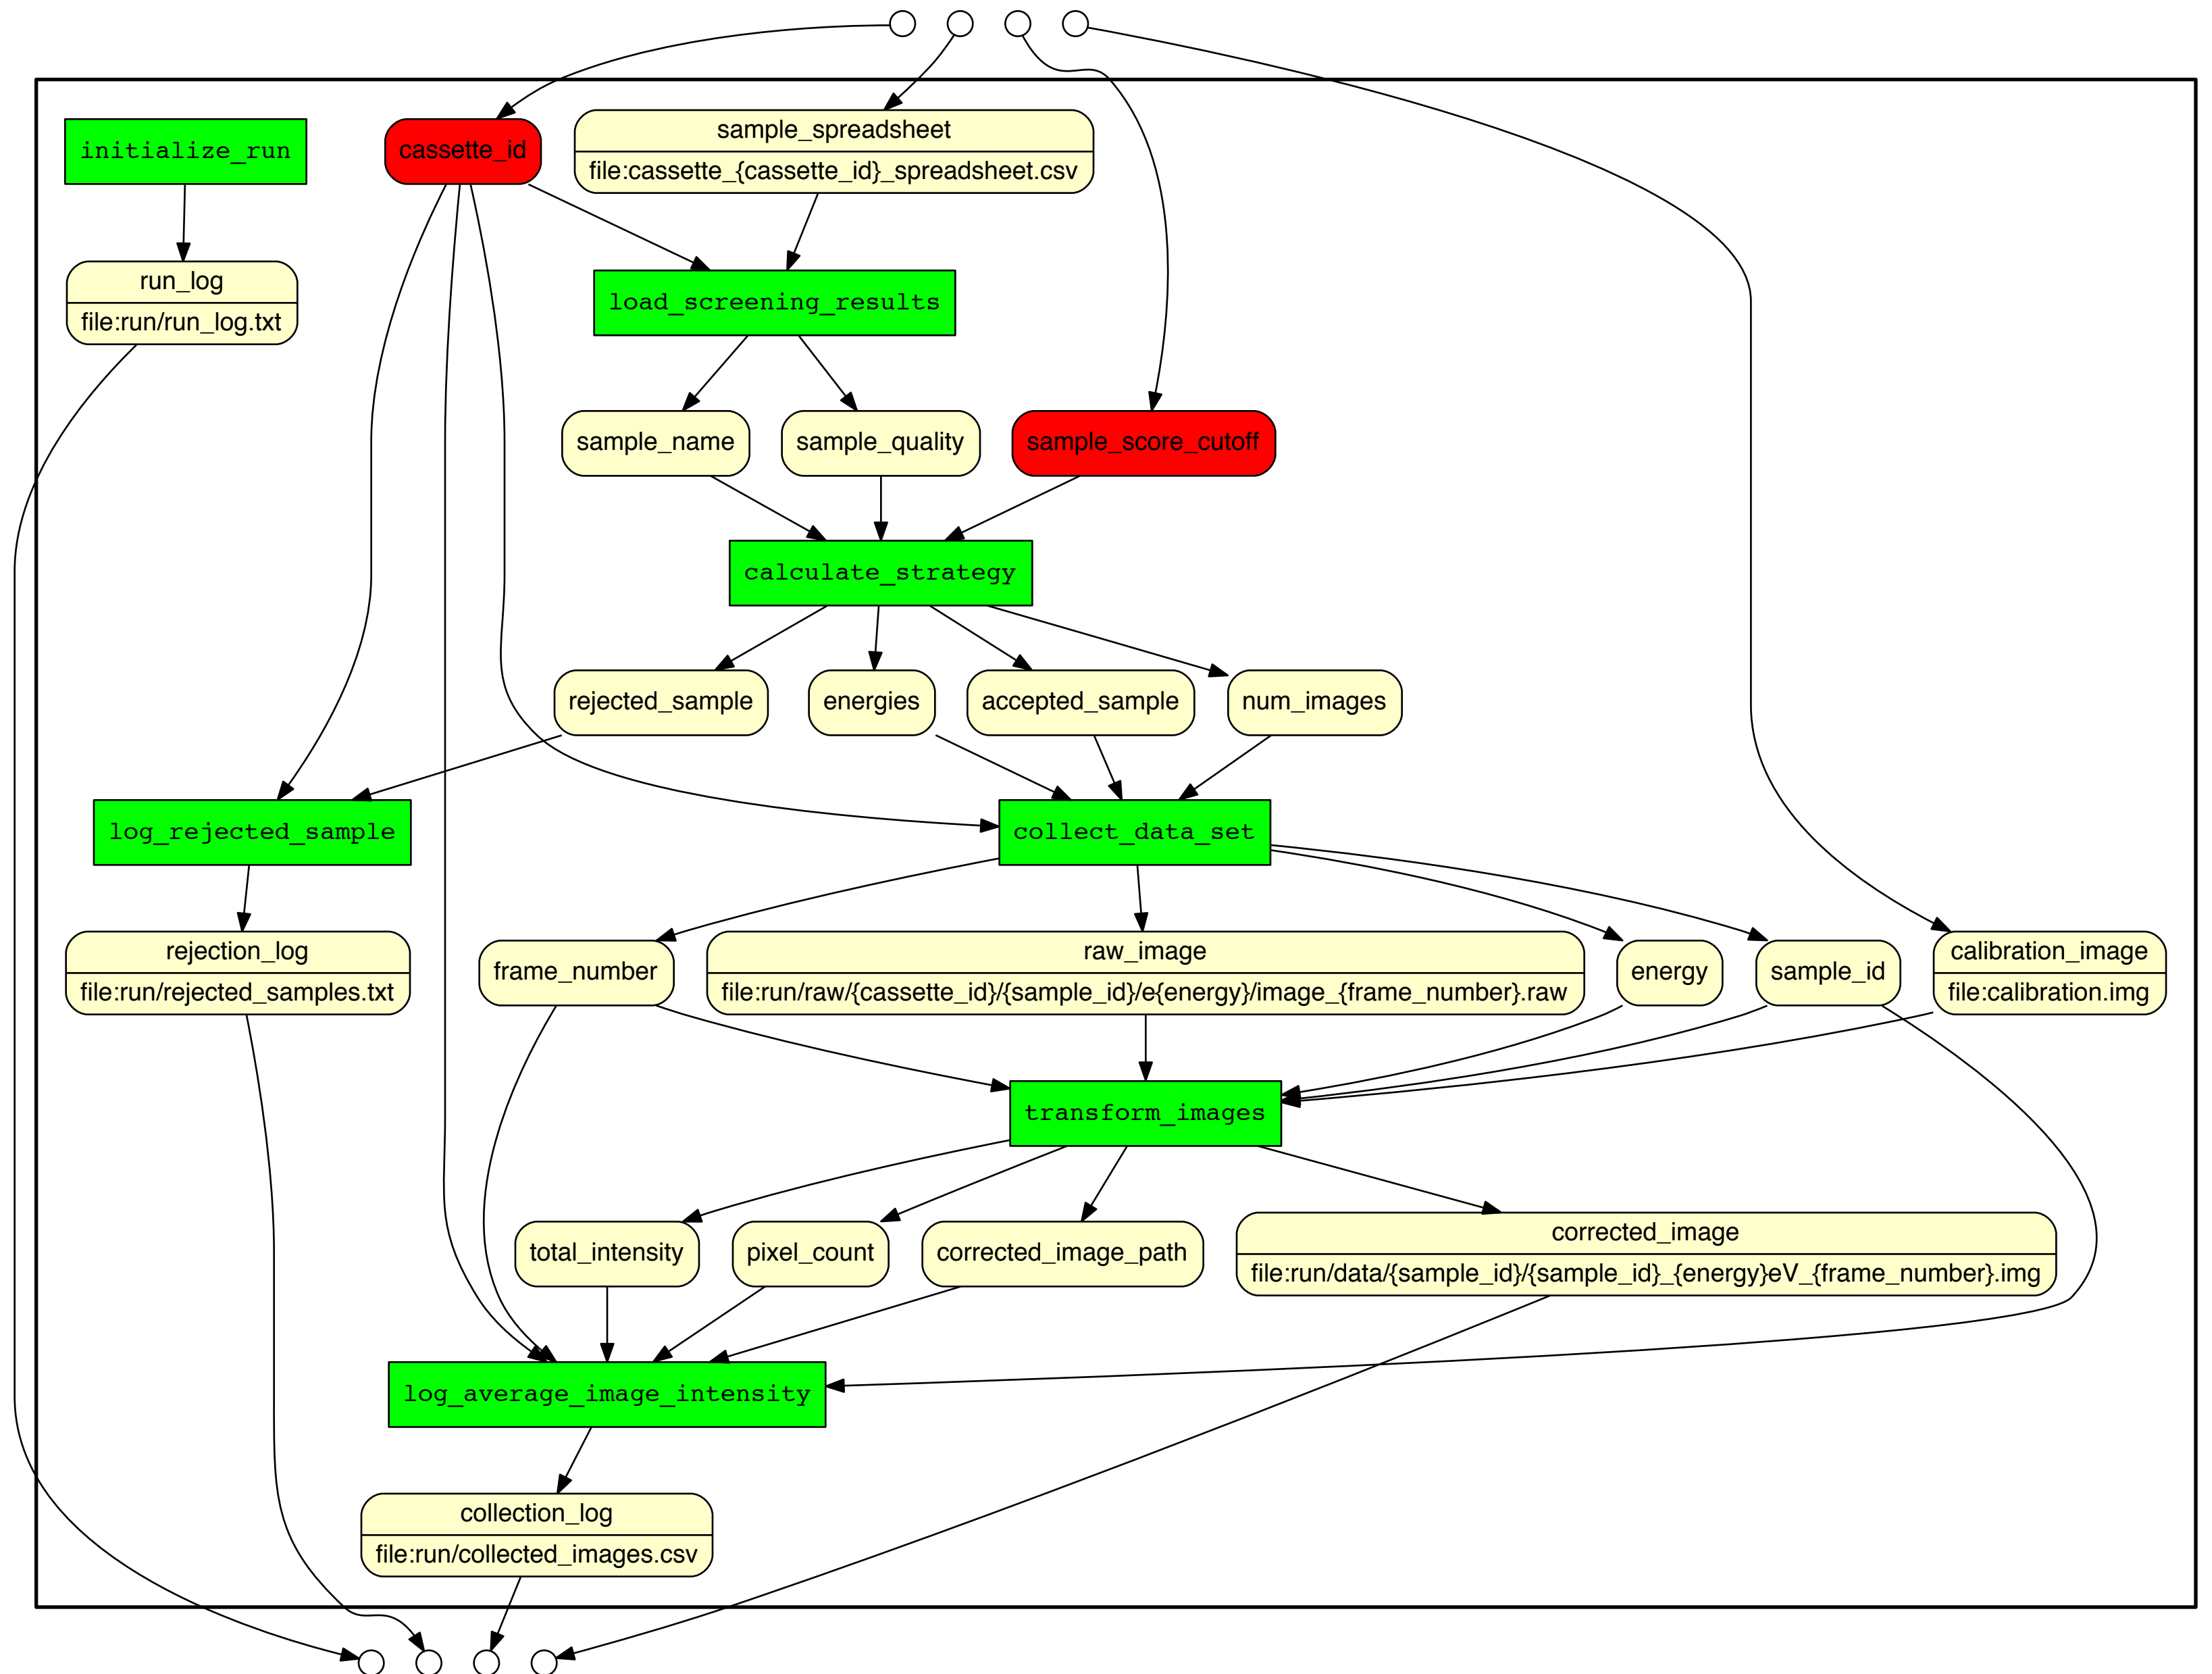 initialize_run
cassette_id
sample_spreadsheet
file:cassette_{cassette_id}_spreadsheet.csv
run_log
file:run/run_log.txt
load_screening_results
sample_name
sample_quality
sample_score_cutoff
calculate_strategy
rejected_sample
energies
accepted_sample
num_images
log_rejected_sample
collect_data_set
rejection_log
file:run/rejected_samples.txt
frame_number
raw_image
file:run/raw/{cassette_id}/{sample_id}/e{energy}/image_{frame_number}.raw
energy
sample_id
calibration_image
file:calibration.img
transform_images
total_intensity
pixel_count
corrected_image_path
corrected_image
file:run/data/{sample_id}/{sample_id}_{energy}eV_{frame_number}.img
log_average_image_intensity
collection_log
file:run/collected_images.csv